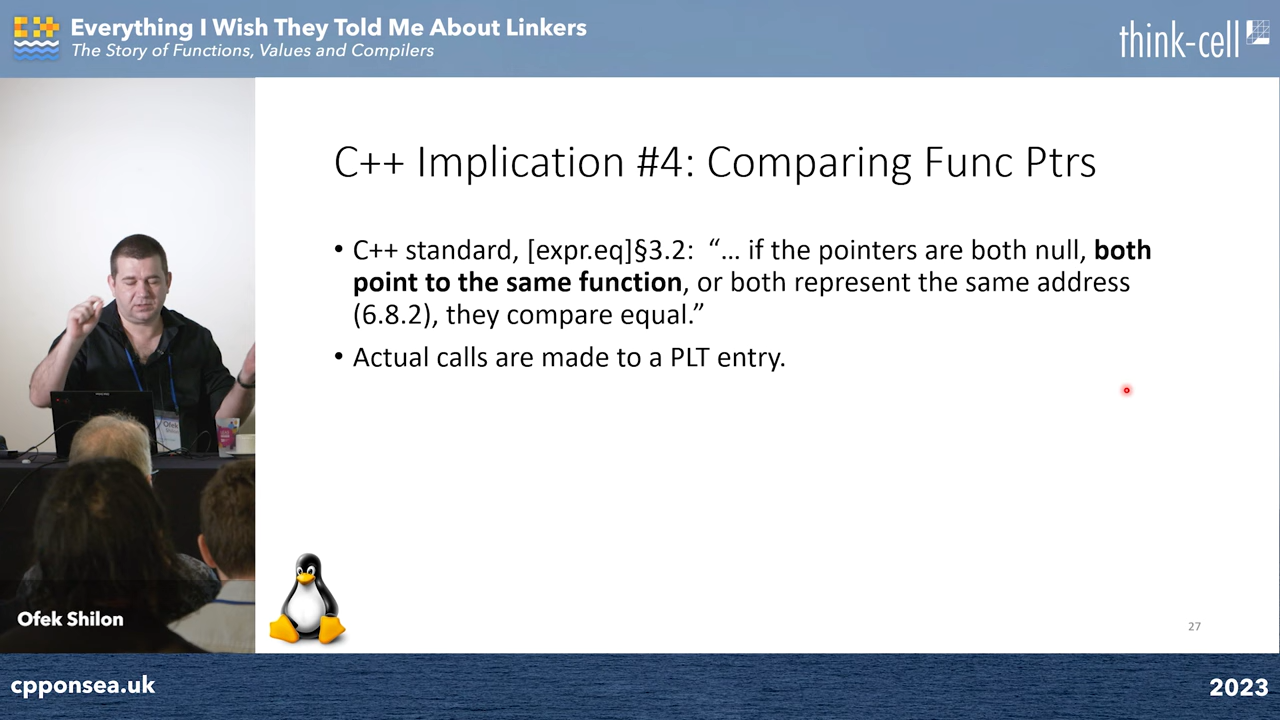 Everything I Wish They Told Me About Linkers
The Story of Functions, Values and Compilers
think-cell
C++ Implication #4: Comparing Func Ptrs
• C++ standard, [expr.eq]§3.2: “… if the pointers are both null, both
point to the same function, or both represent the same address
(6.8.2), they compare equal.”
• Actual calls are made to a PLT entry.
Ofek
Ofek Shilon
27
cpponsea.uk
2023